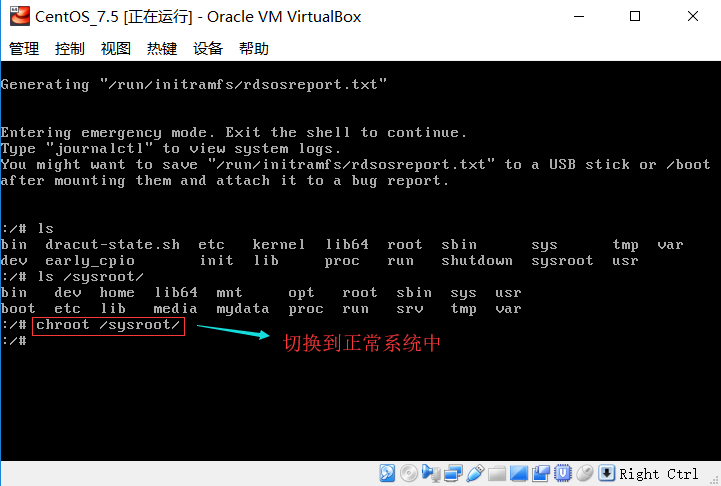 CentOS_7.5 [正在运行] - Oracle VM VirtualBox
管理 控制 视图 热键 设备 帮助
Generating "/run/initramfs/rdsosreport.txt"
Entering emergency mode. Exit the shell to continue.
Type "journalctl" to view system logs.
You might want to save "/run/initramfs/rdsosreport.txt" to a USB stick or /boot
after mounting them and attach it to a bug report.
:/# ls
bin dracut-state.sh etc kernel lib64 root sbin sys tmp var
dev early_cpio init lib proc run shutdown sysroot usr
:/# ls /sysroot/
bin dev home lib64 mnt opt root sbin sys usr
boot etc lib media mydata proc run srv tmp var
:/# chroot /sysroot/
:/#
切换到正常系统中
Right Ctrl